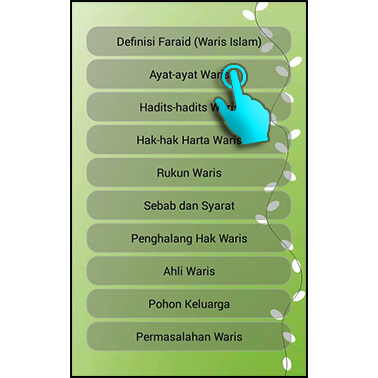 Definisi Faraid (Waris Islam)
Ayat-ayat Waris
Hadits-hadits Waris
Hak-hak Harta Waris
Rukun Waris
Sebab dan Syarat
Penghalang Hak Waris
Ahli Waris
Pohon Keluarga
Permasalahan Waris